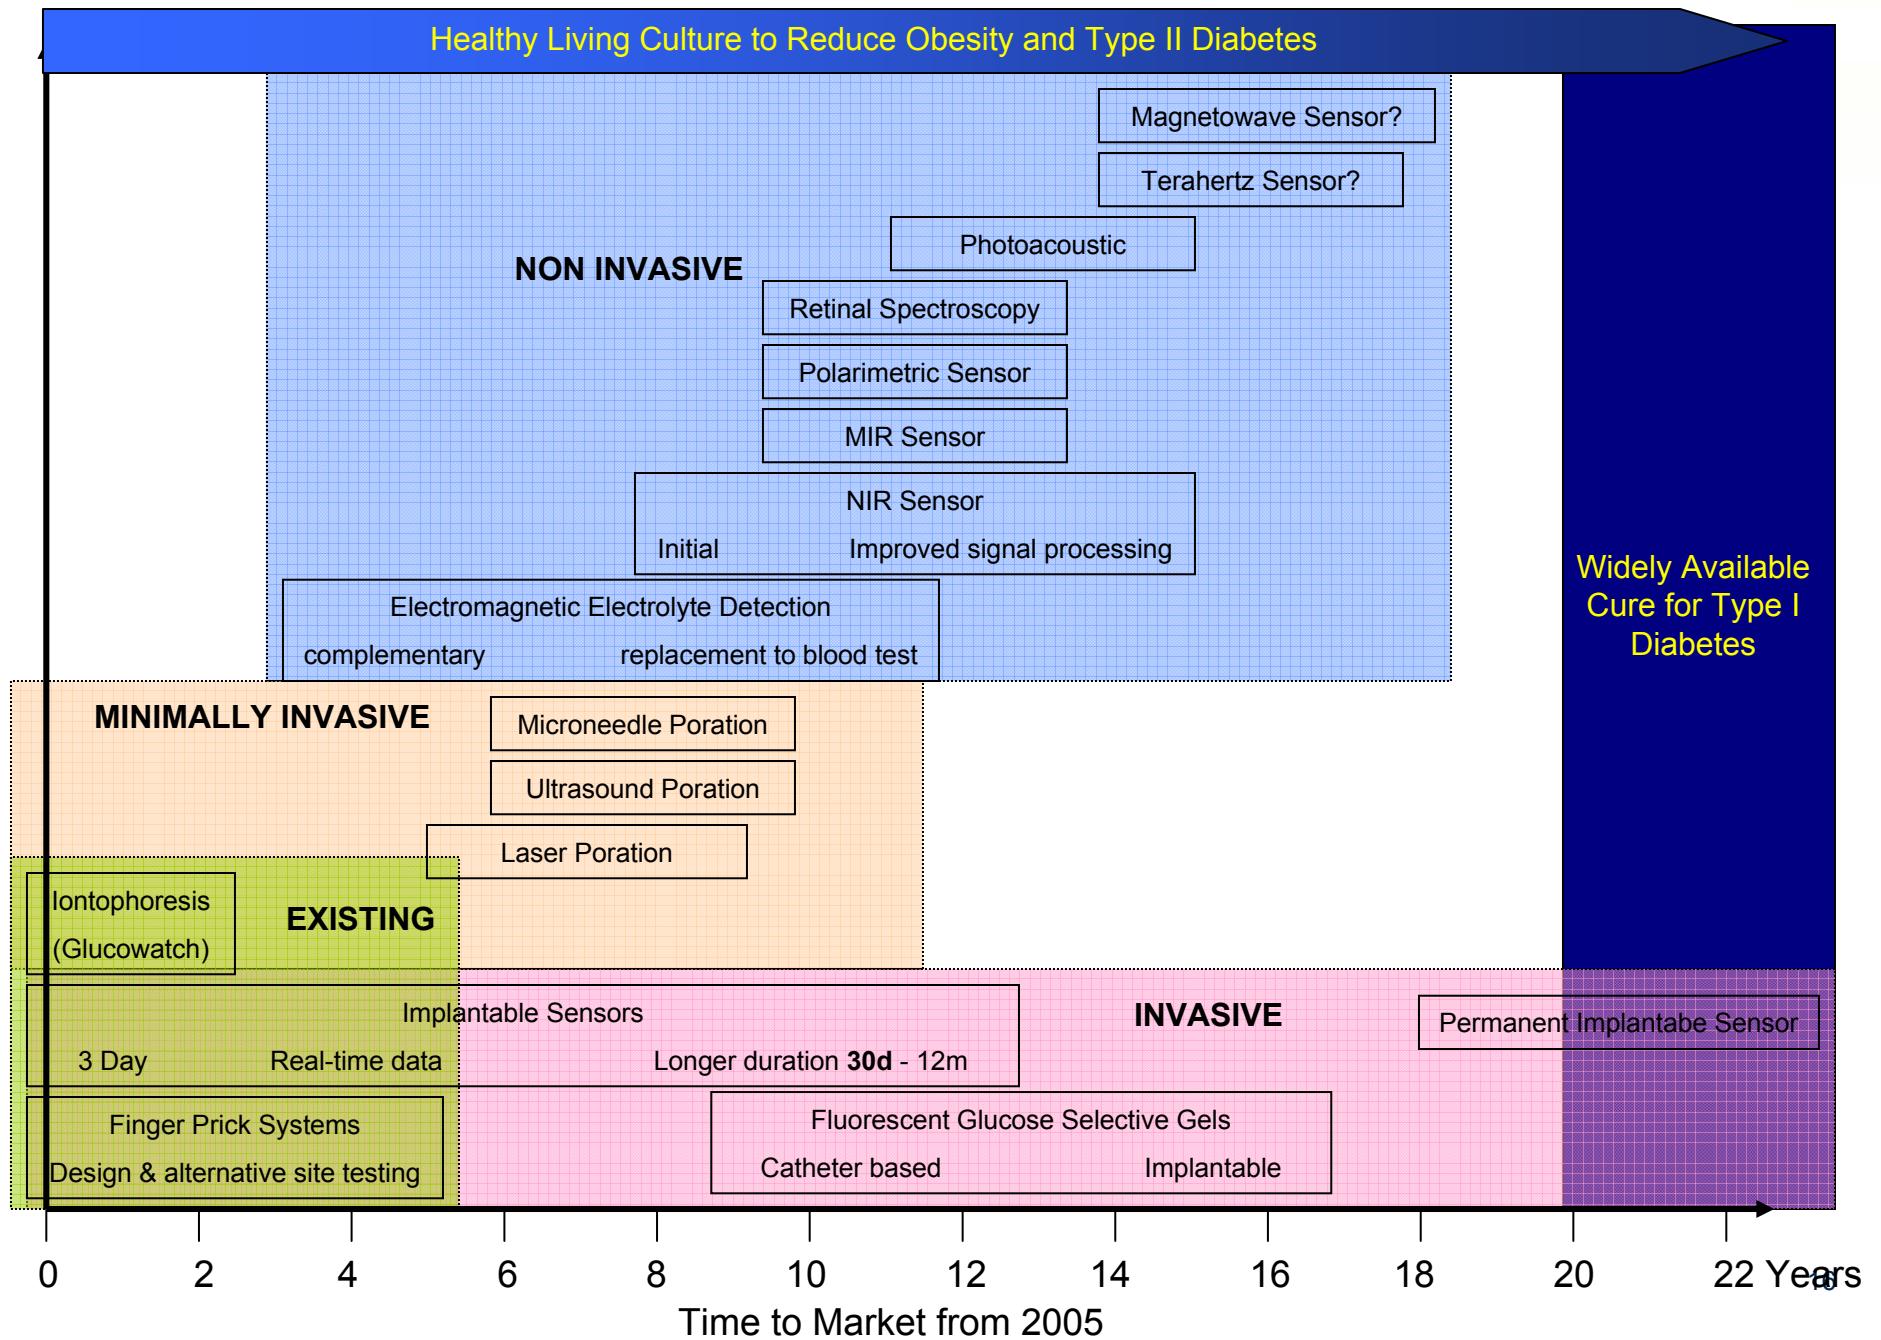 Healthy Living Culture to Reduce Obesity and Type II Diabetes
Magnetowave Sensor?
Terahertz Sensor?
Photoacoustic
NON INVASIVE
Retinal Spectroscopy
Polarimetric Sensor
MIR Sensor
NIR Sensor
Initial Improved signal processing
Widely Available
Cure for Type I
Diabetes
Electromagnetic Electrolyte Detection
complementary replacement to blood test
MINIMALLY INVASIVE
Microneedle Poration
Ultrasound Poration
Laser Poration
Iontophoresis
(Glucowatch)
EXISTING
Implantable Sensors
3 Day Real-time data Longer duration 30d - 12m
INVASIVE
Permanent Implantabe Sensor
Finger Prick Systems
Design & alternative site testing
Fluorescent Glucose Selective Gels
Catheter based Implantable
0 2 4 6 8 10 12 14 16 18 20 22 Years
16
Time to Market from 2005